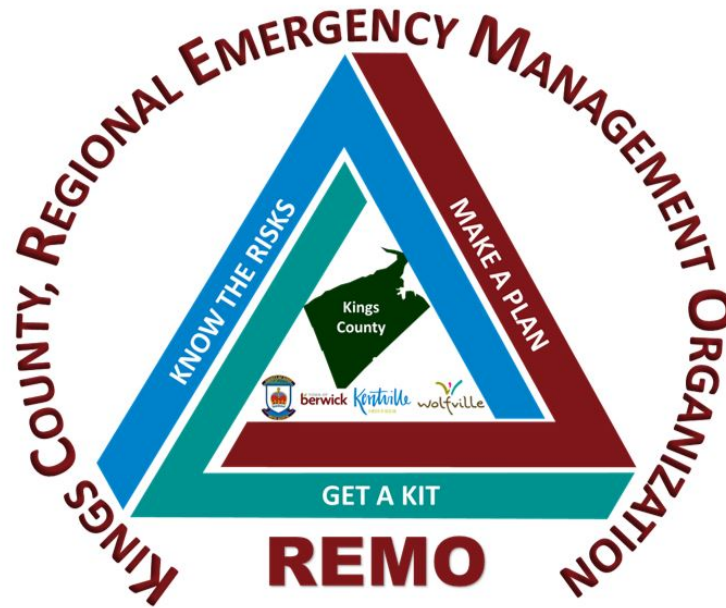 KINGS COUNTY, REGIONAL EMERGENCY MANAGEMENT ORGANIZATION
KNOW THE RISKS
MAKE A PLAN
Kings
County
berwick
Kentville
wolfville
GET A KIT
REMO